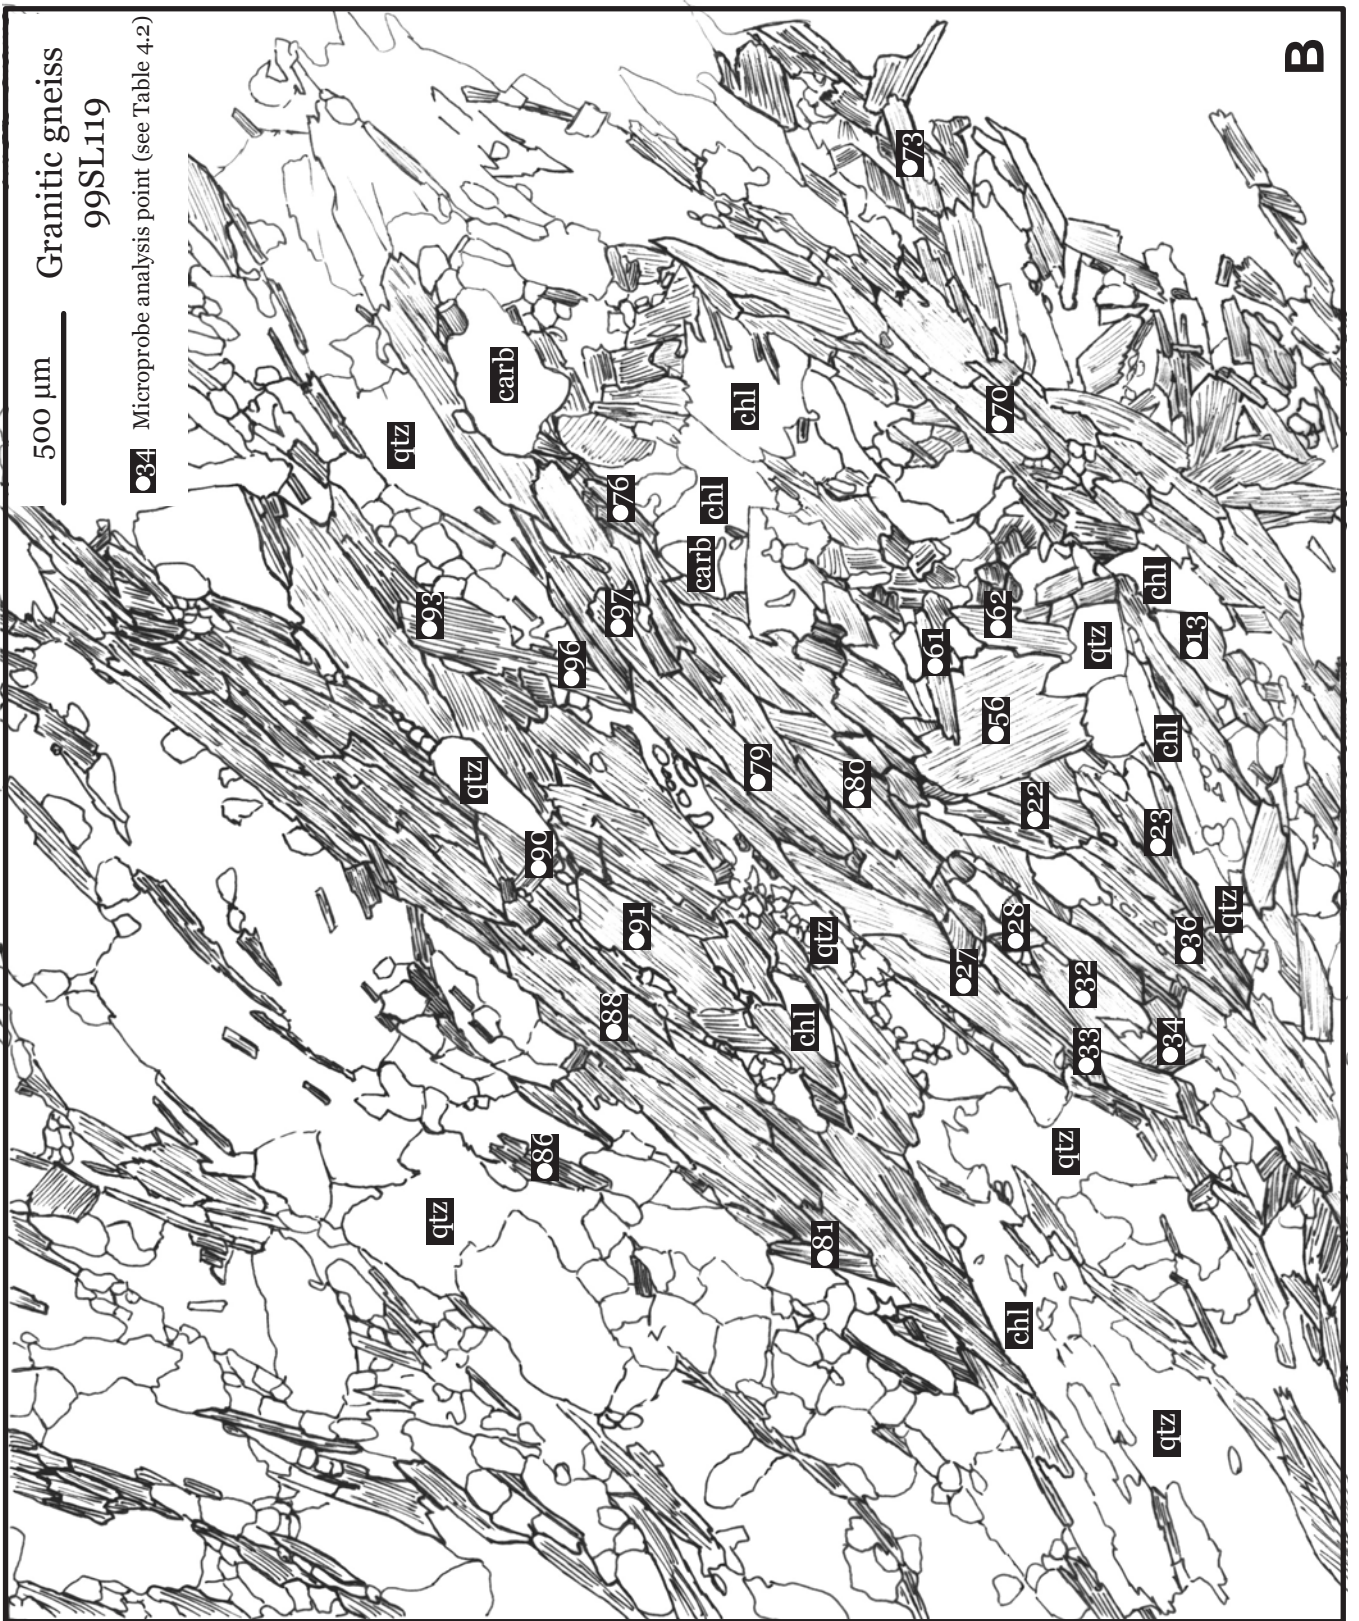 500 µm
Granitic gneiss
99SL119
34 Microprobe analysis point (see Table 4.2)
qtz
93
qtz
qtz
carb
90
86
96
88
97
76
91
carb
chl
chl
79
chl
81
qtz
80
73
61
27
56
62
70
28
chl
22
qtz
32
33
qtz
chl
23
qtz
chl
34
36
13
qtz
B